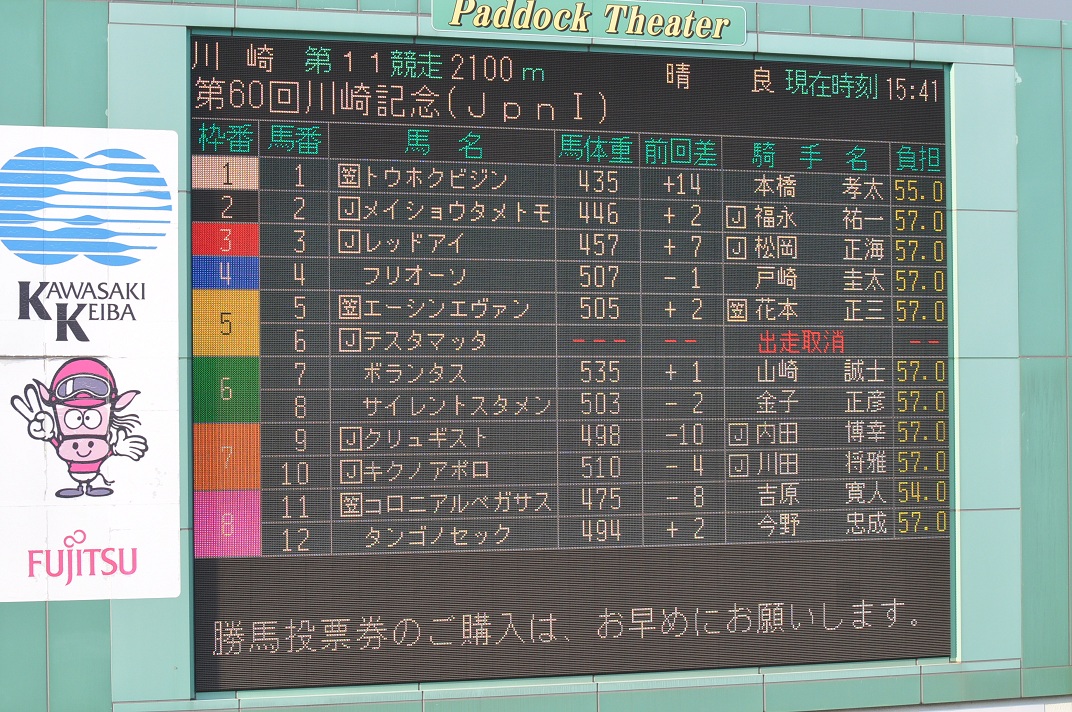 Paddock Theater
川崎 第11競走 2100m 晴 良 現在時刻 15:41
第60回川崎記念(JpnI)
枠番 馬番 馬名 馬体重 前回差 騎手名 負担
1 1 笠 トウホクビジン 435 +14 本橋 孝太 55.0
2 2 J メイショウタメトモ 446 + 2 J 福永 祐一 57.0
3 3 J レッドアイ 457 + 7 J 松岡 正海 57.0
4 4 フリオーソ 507 - 1 戸崎 圭太 57.0
5 5 笠 エーシンエヴァン 505 + 2 笠 花本 正三 57.0
6 J テスタマッタ --- -- 出走取消 --
6 7 ボランタス 535 + 1 山崎 誠士 57.0
8 サイレントスタメン 503 - 2 金子 正彦 57.0
7 9 J クリュギスト 498 -10 J 内田 博幸 57.0
10 J キクノアポロ 510 - 4 J 川田 将雅 57.0
8 11 笠 コロニアルペガサス 475 - 8 吉原 寛人 54.0
12 タンゴノセック 494 + 2 今野 忠成 57.0
勝馬投票券のご購入は、お早めにお願いします。
KAWASAKI
KEIBA
FUJITSU